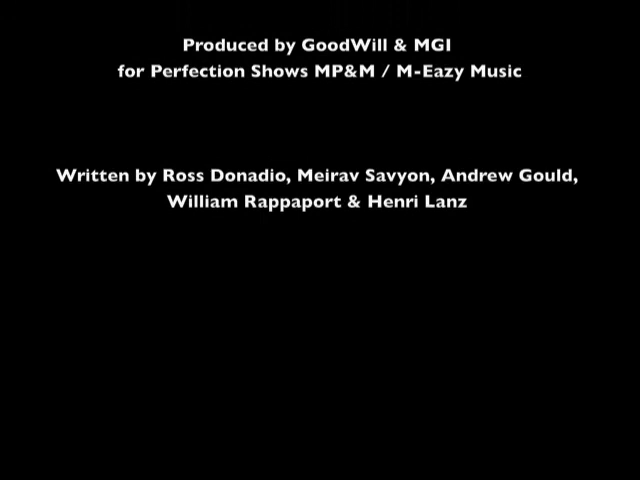 Produced by GoodWill & MGI
for Perfection Shows MP&M / M-Eazy Music
Written by Ross Donadio, Meirav Savyon, Andrew Gould,
William Rappaport & Henri Lanz